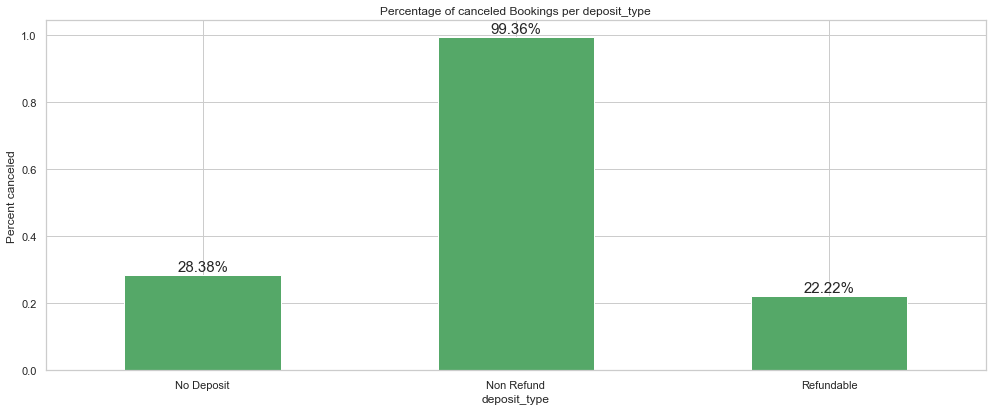 Percentage of canceled Bookings per deposit_type
Percent canceled
1.0
0.8
0.6
0.4
0.2
0.0
28.38%
99.36%
22.22%
No Deposit
Non Refund
Refundable
deposit_type